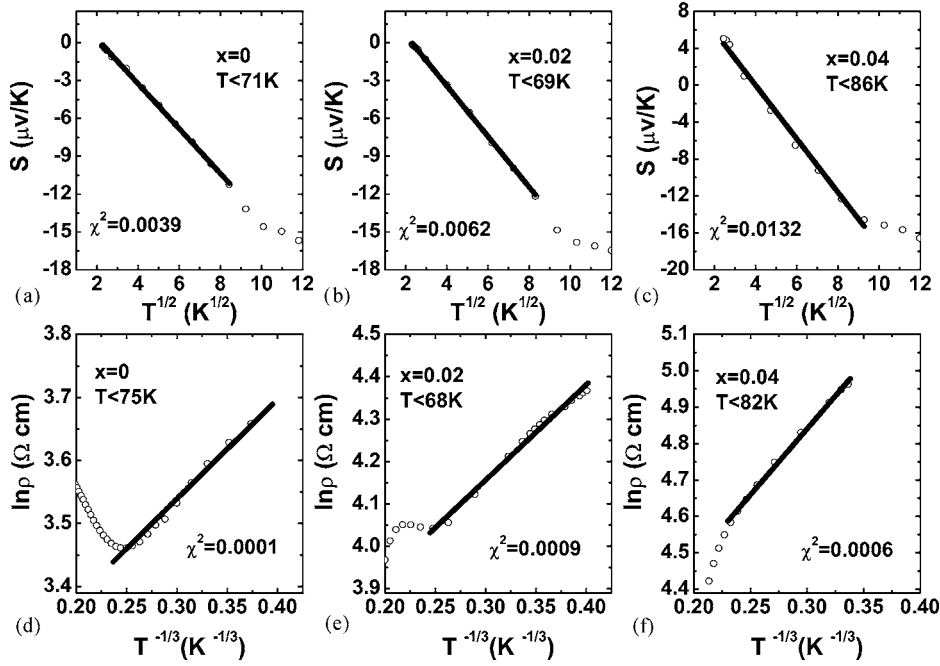 0
-3
-6
-9
-12
-15
-18
S (μv/K)
x=0
T<71K
χ²=0.0039
2 4 6 8 10 12
(a)
T^1/2 (K^1/2)
0
-3
-6
-9
-12
-15
-18
S (μv/K)
x=0.02
T<69K
χ²=0.0062
2 4 6 8 10 12
(b)
T^1/2 (K^1/2)
8
4
0
-4
-8
-12
-16
-20
S (μv/K)
x=0.04
T<86K
χ²=0.0132
0 2 4 6 8 10 12
(c)
T^1/2 (K^1/2)
3.8
3.7
3.6
3.5
3.4
lnρ (Ω cm)
x=0
T<75K
χ²=0.0001
0.20 0.25 0.30 0.35 0.40
(d)
T^-1/3 (K^-1/3)
4.5
4.4
4.3
4.2
4.1
4.0
3.9
lnρ (Ω cm)
x=0.02
T<68K
χ²=0.0009
0.20 0.25 0.30 0.35 0.40
(e)
T^-1/3 (K^-1/3)
5.1
5.0
4.9
4.8
4.7
4.6
4.5
4.4
lnρ (Ω cm)
x=0.04
T<82K
χ²=0.0006
0.20 0.25 0.30 0.35 0.40
(f)
T^-1/3 (K^-1/3)